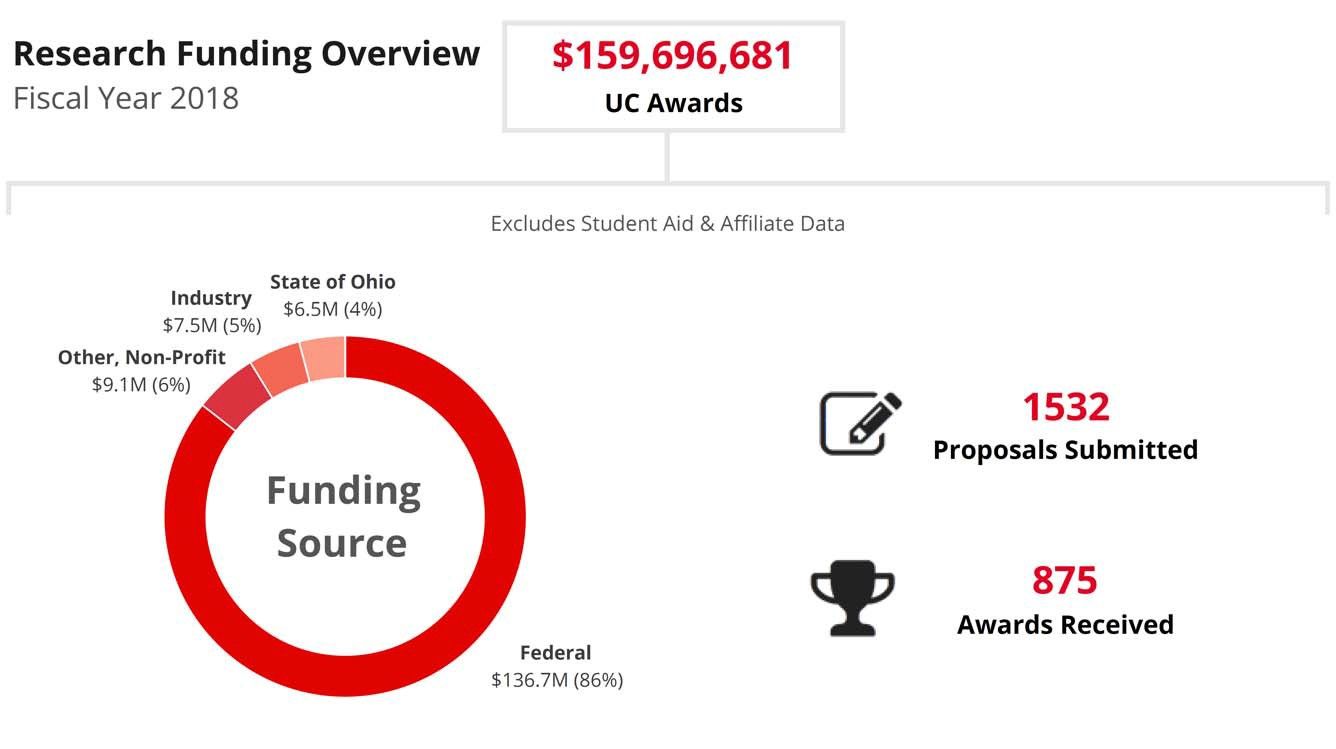 Research Funding Overview
Fiscal Year 2018
$159,696,681
UC Awards
Excludes Student Aid & Affiliate Data
State of Ohio
$6.5M (4%)
Industry
$7.5M (5%)
Other, Non-Profit
$9.1M (6%)
Funding
Source
Federal
$136.7M (86%)
1532
Proposals Submitted
875
Awards Received